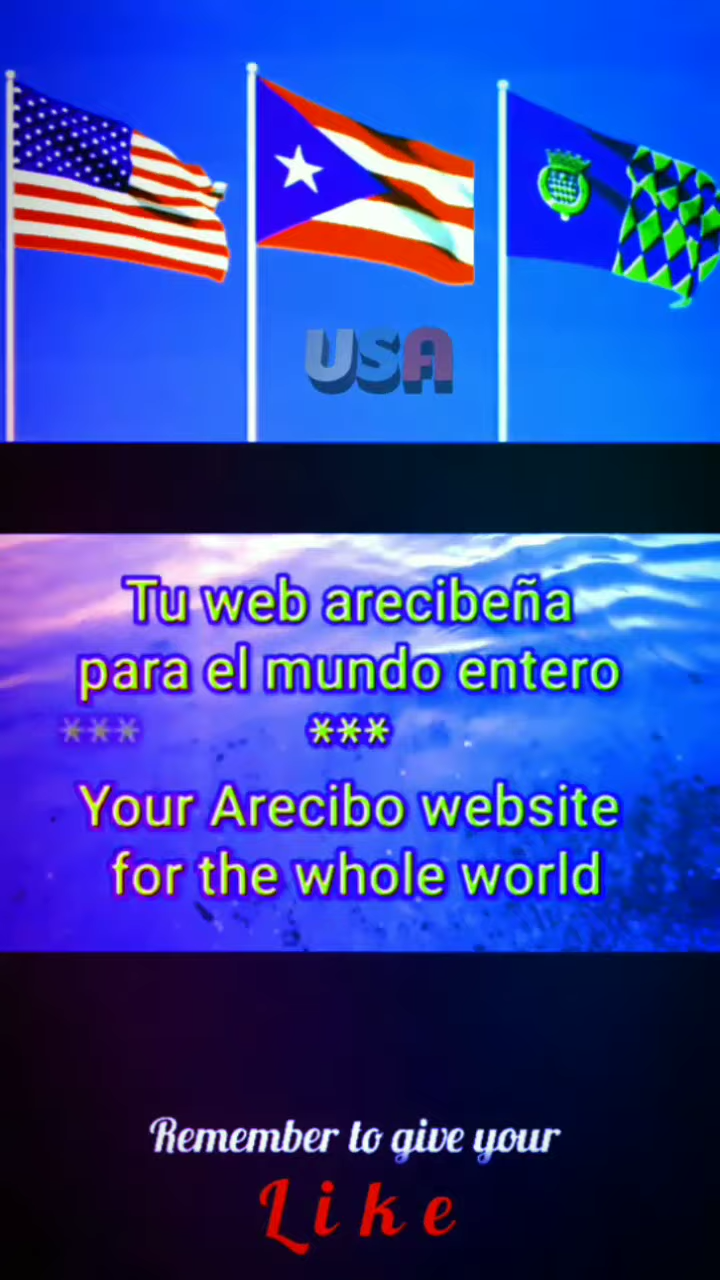 USA
Tu web arecibeña
para el mundo entero
*** ***
Your Arecibo website
for the whole world
Remember to give your
Like